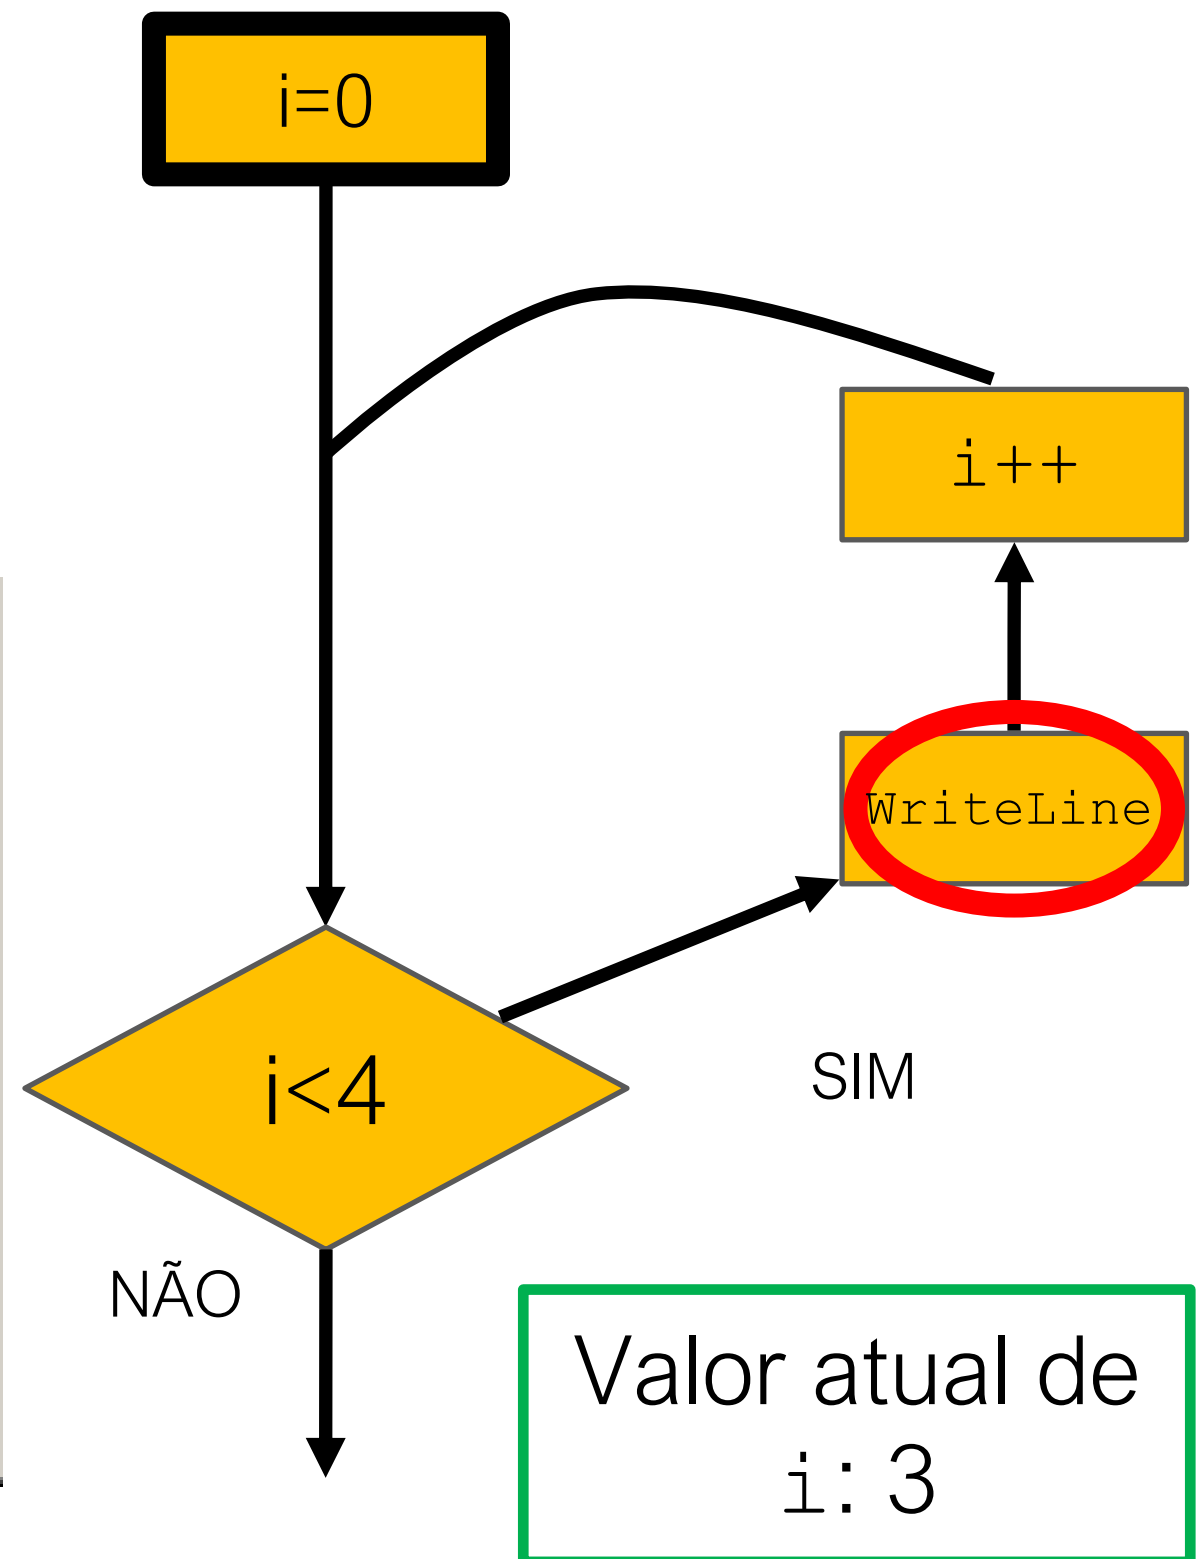 i=0
i++
WriteLine
i<4
SIM
NÃO
Valor atual de
i: 3